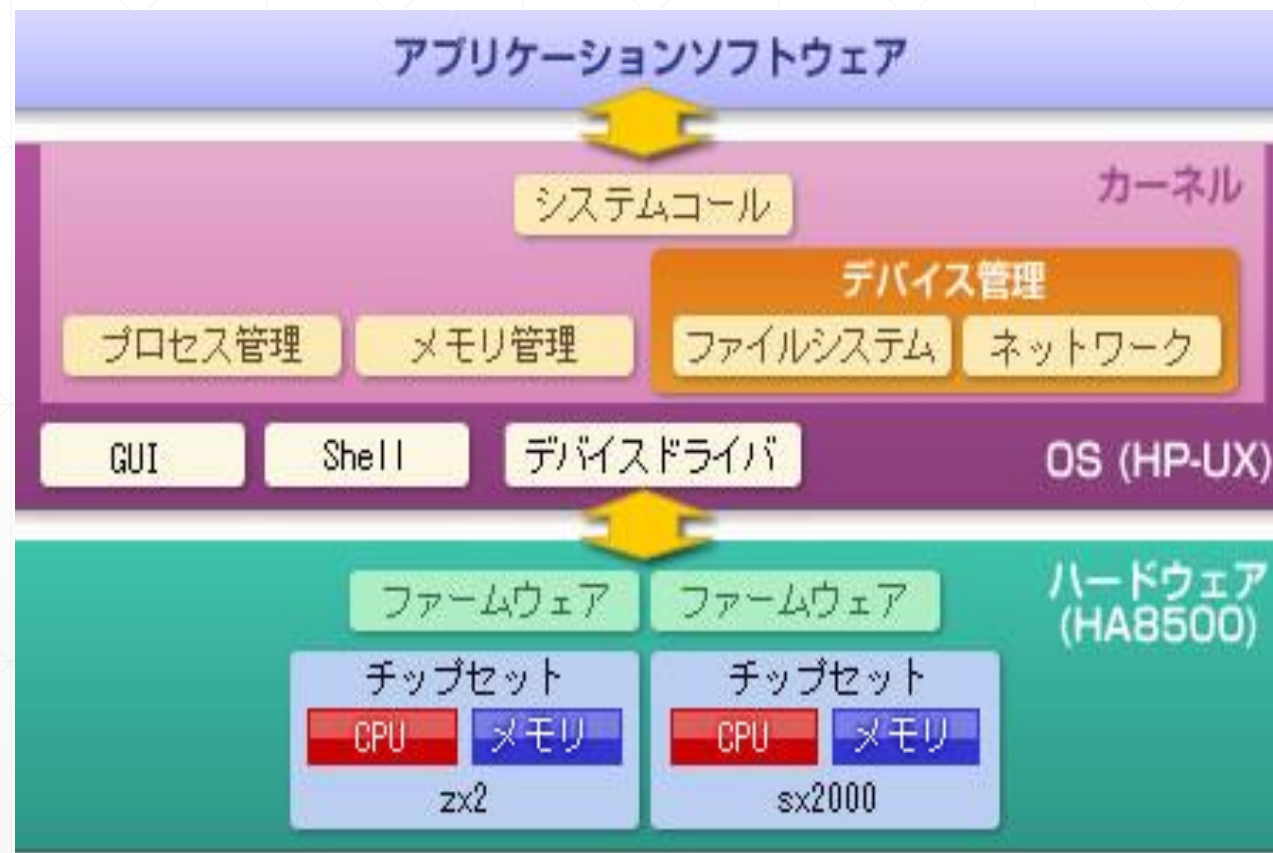 アプリケーションソフトウェア
カーネル
システムコール
デバイス管理
プロセス管理
メモリ管理
ファイルシステム
ネットワーク
GUI
Shell
デバイスドライバ
OS (HP-UX)
ハードウェア
(HA8500)
ファームウェア
ファームウェア
チップセット
CPU
メモリ
zx2
チップセット
CPU
メモリ
sx2000